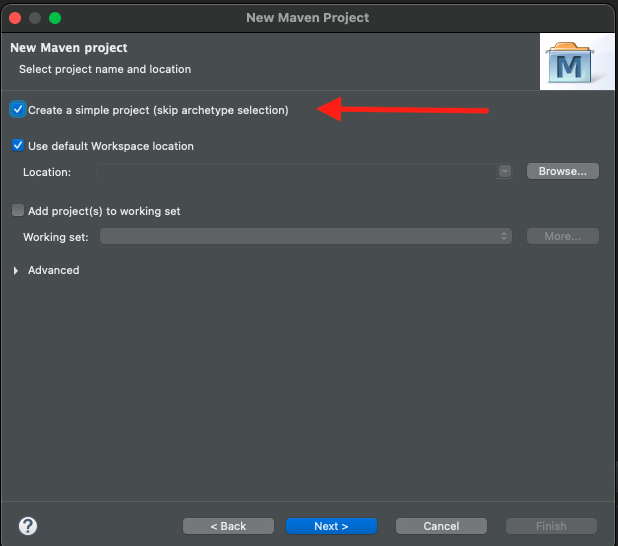 New Maven Project
New Maven project
Select project name and location
M
Create a simple project (skip archetype selection)
Use default Workspace location
Location:
Browse...
Add project(s) to working set
Working set:
More...
Advanced
?
< Back
Next >
Cancel
Finish